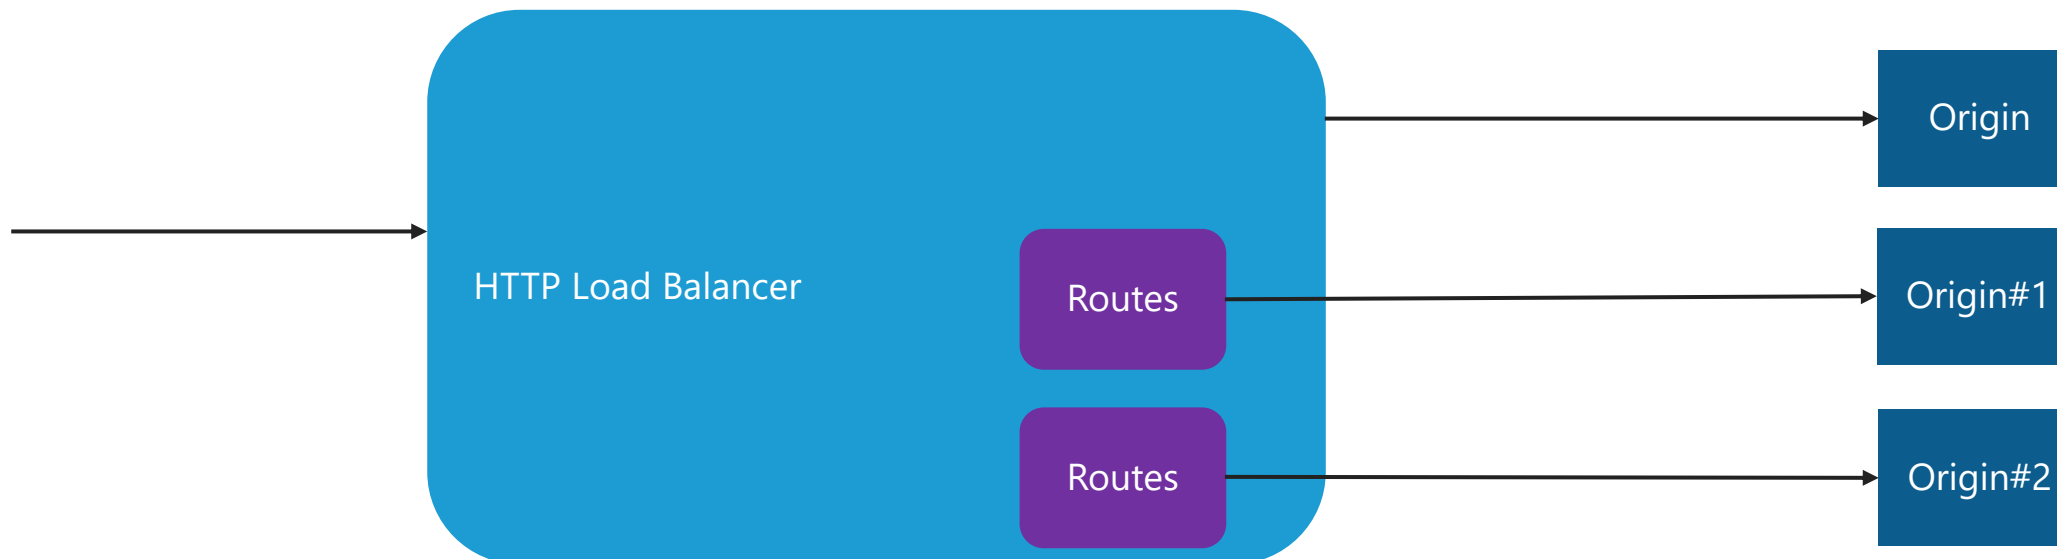 Origin
HTTP Load Balancer
Routes
Origin#1
Routes
Origin#2